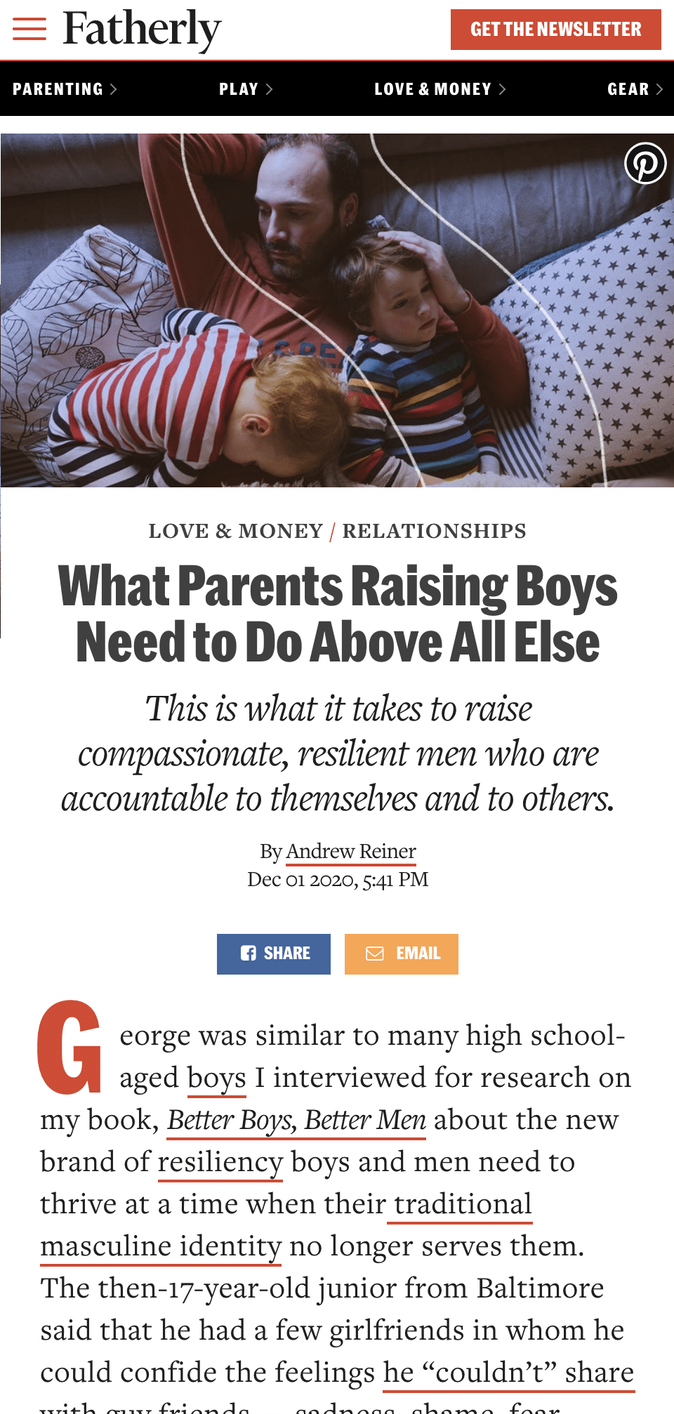 Fatherly
GET THE NEWSLETTER
PARENTING
PLAY
LOVE & MONEY
GEAR
LOVE & MONEY / RELATIONSHIPS
What Parents Raising Boys
Need to Do Above All Else
This is what it takes to raise
compassionate, resilient men who are
accountable to themselves and to others.
By Andrew Reiner
Dec 01 2020, 5:41 PM
SHARE
EMAIL
George was similar to many high school-
aged boys I interviewed for research on
my book, Better Boys, Better Men about the new
brand of resiliency boys and men need to
thrive at a time when their traditional
masculine identity no longer serves them.
The then-17-year-old junior from Baltimore
said that he had a few girlfriends in whom he
could confide the feelings he “couldn’t” share
with guy friends — sadness, shame, fear,